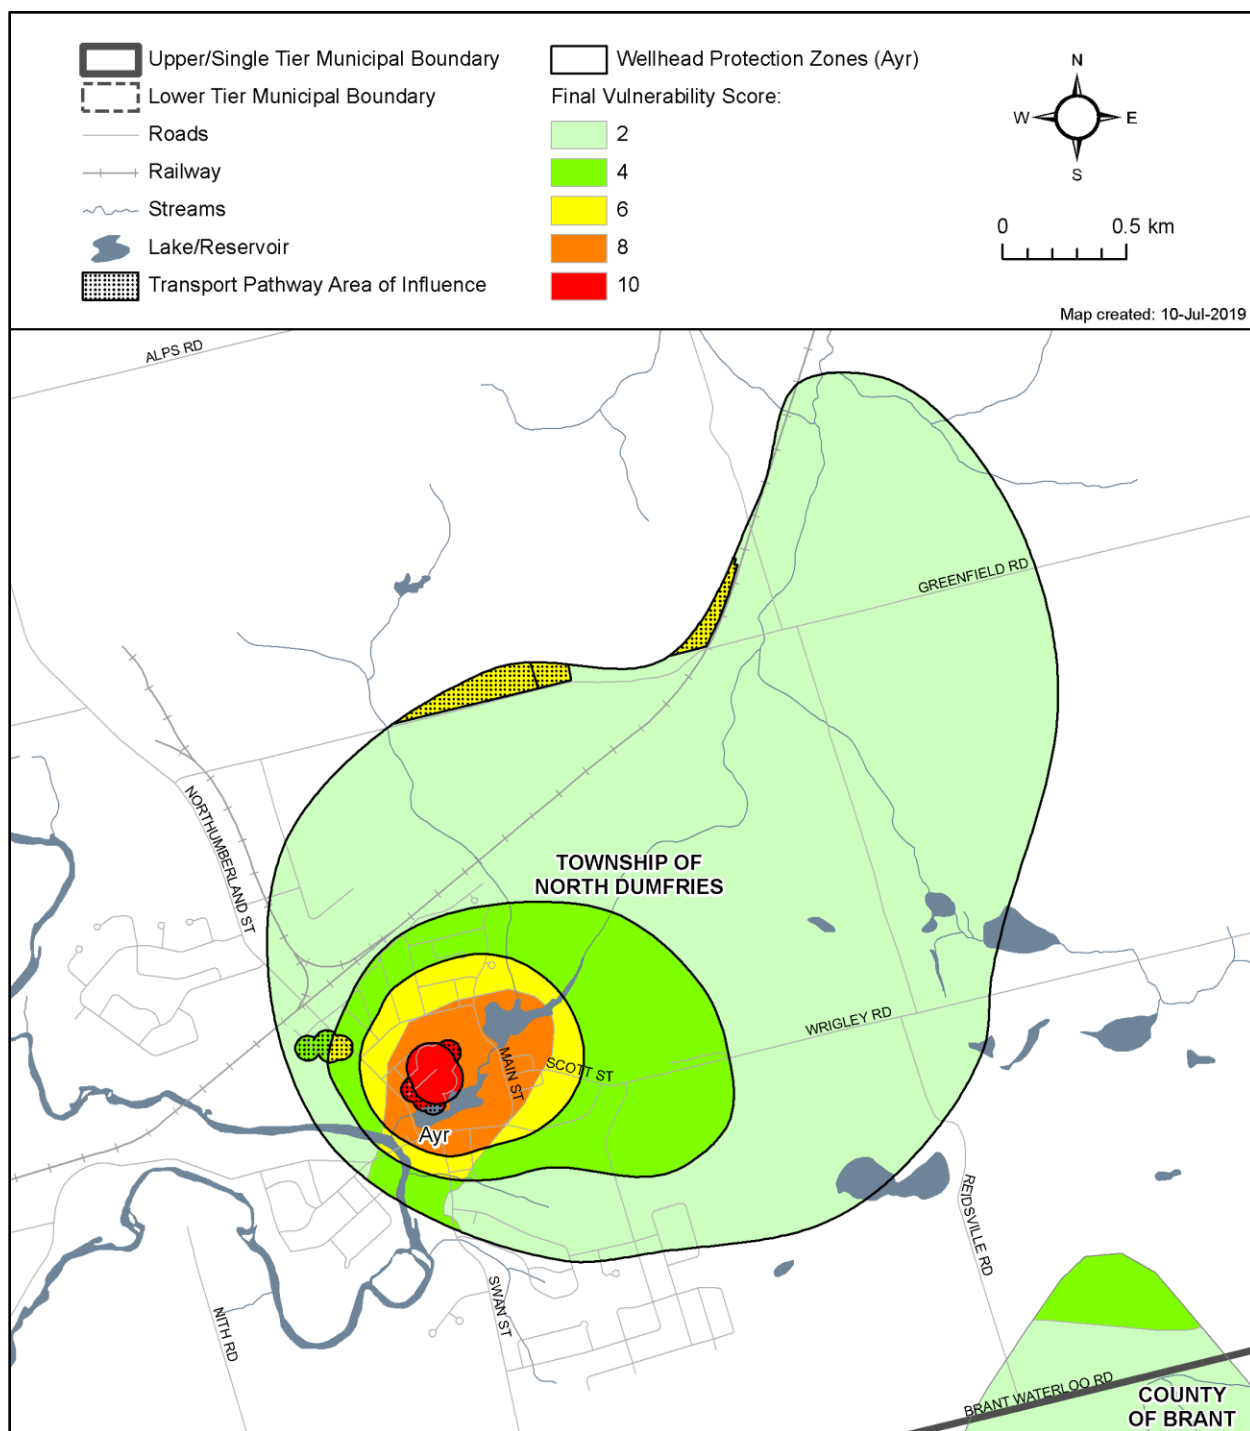 Upper/Single Tier Municipal Boundary
Lower Tier Municipal Boundary
Roads
Railway
Streams
Lake/Reservoir
Transport Pathway Area of Influence
Wellhead Protection Zones (Ayr)
Final Vulnerability Score:
2
4
6
8
10
N
W E
S
0 0.5 km
Map created: 10-Jul-2019
ALPS RD
GREENFIELD RD
NORTHUMBERLAND ST
TOWNSHIP OF
NORTH DUMFRIES
WRIGLEY RD
MAIN ST
SCOTT ST
Ayr
REIDSVILLE RD
SWAN ST
NITH RD
BRANT WATERLOO RD
COUNTY
OF BRANT